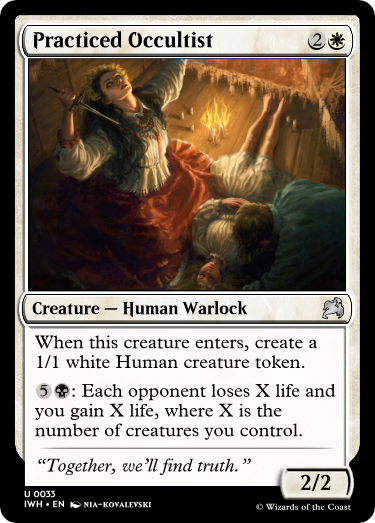 Practiced Occultist 2
Creature — Human Warlock
When this creature enters, create a
1/1 white Human creature token.
5: Each opponent loses X life and
you gain X life, where X is the
number of creatures you control.
“Together, we’ll find truth.”
2/2
U 0033
IWH • EN NIA-KOVALEVSKI
© Wizards of the Coast